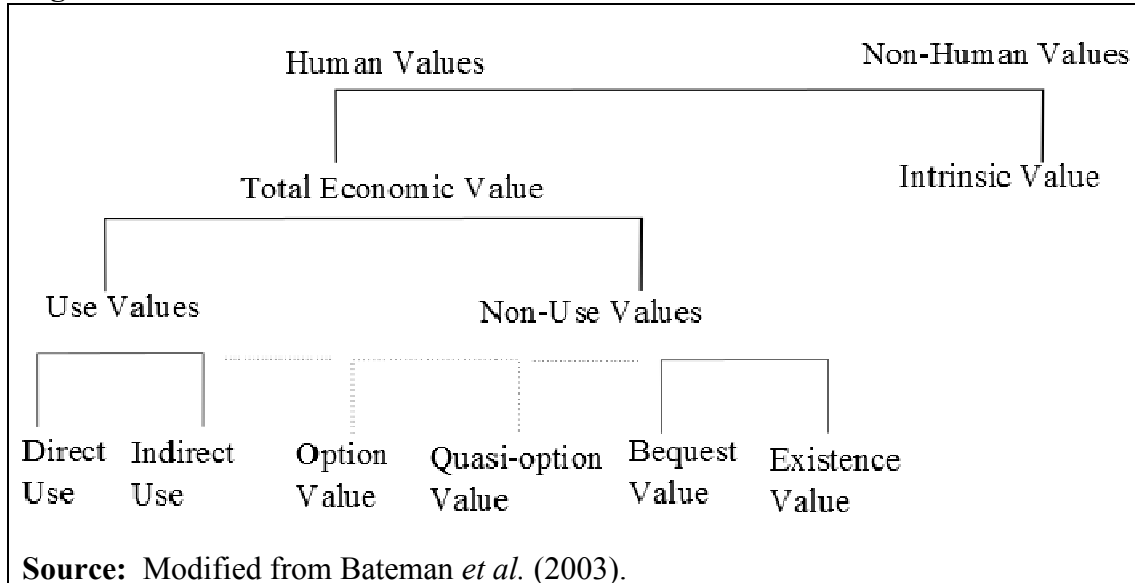 Human Values Non-Human Values
Total Economic Value Intrinsic Value
Use Values Non-Use Values
Direct Use
Indirect Use
Option Value
Quasi-option Value
Bequest Value
Existence Value
Source: Modified from Bateman et al. (2003).